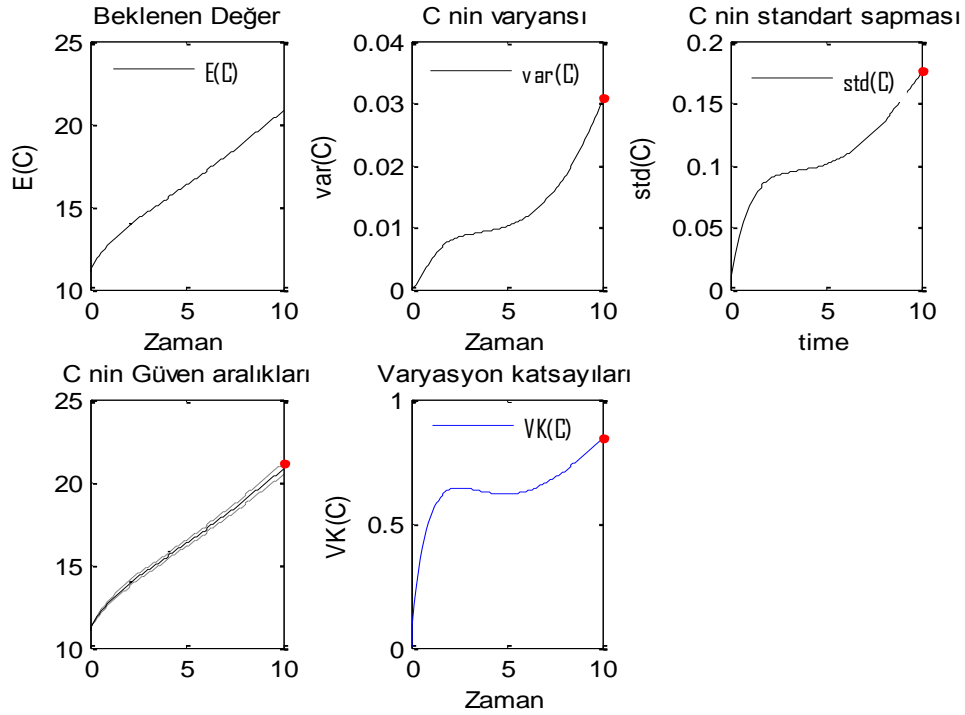 Beklenen Değer
25
20
15
10
E(C)
E(C)
0 5 10
Zaman
C nin varyansı
0.04
0.03
0.02
0.01
0
var(C)
var(C)
0 5 10
Zaman
C nin standart sapması
0.2
0.15
0.1
0.05
0
std(C)
std(C)
0 5 10
time
C nin Güven aralıkları
25
20
15
10
0 5 10
Varyasyon katsayıları
1
0.5
0
VK(C)
VK(C)
0 5 10
Zaman